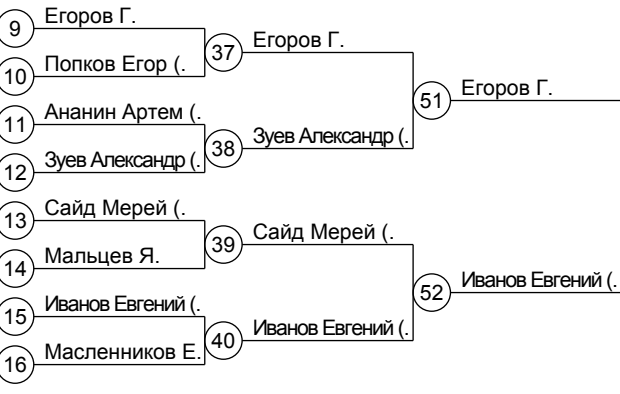 9 Егоров Г.
37 Егоров Г.
10 Попков Егор (.
51 Егоров Г.
11 Ананин Артем (.
38 Зуев Александр (.
12 Зуев Александр (.
13 Сайд Мерей (.
39 Сайд Мерей (.
14 Мальцев Я.
52 Иванов Евгений (.
15 Иванов Евгений (.
40 Иванов Евгений (.
16 Масленников Е.